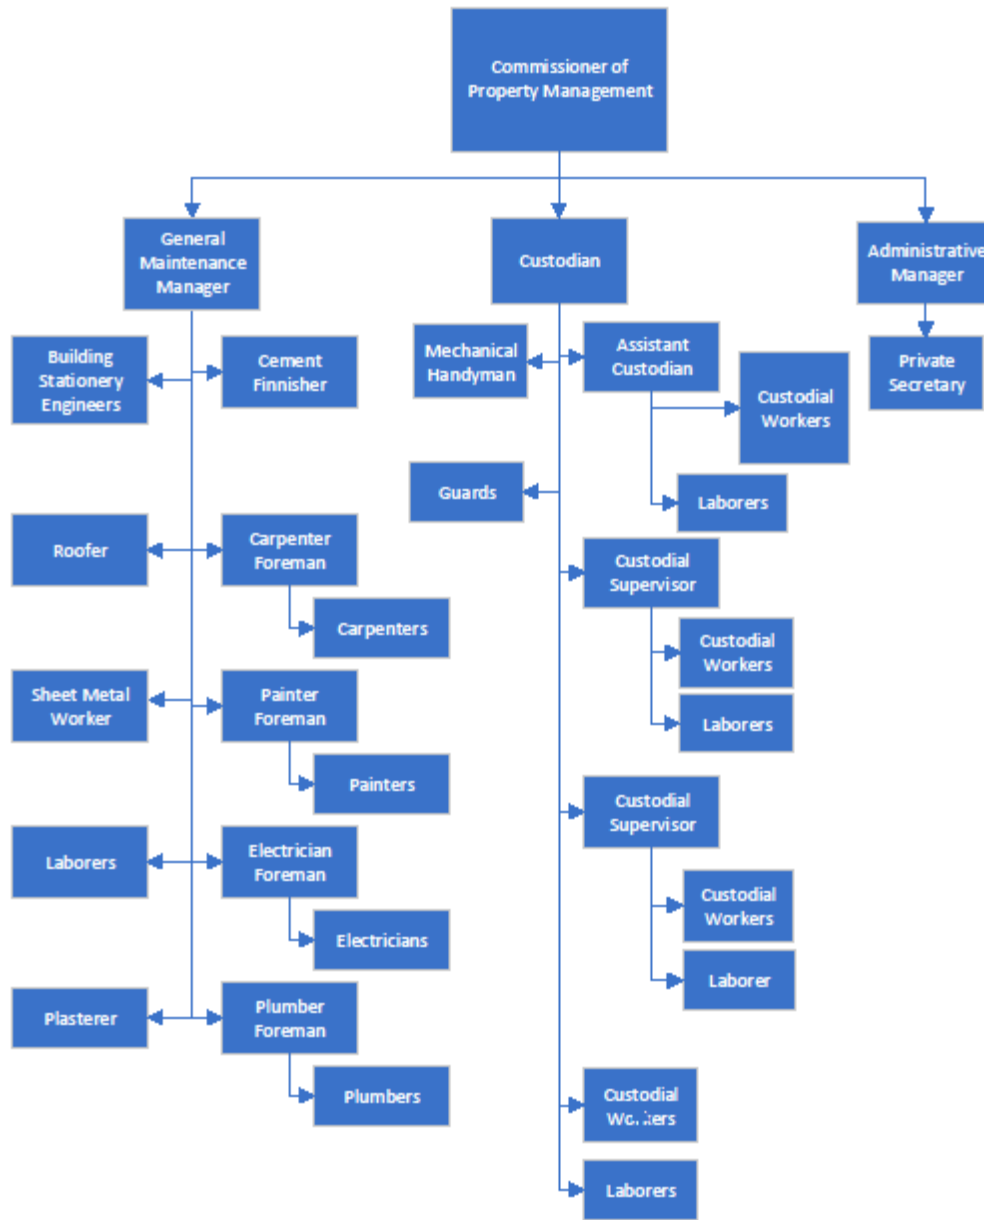 Commissioner of
Property Management
General
Maintenance
Manager
Custodian
Administrative
Manager
Building
Stationery
Engineers
Cement
Finnisher
Mechanical
Handyman
Assistant
Custodian
Private
Secretary
Custodial
Workers
Guards
Laborers
Roofer
Carpenter
Foreman
Custodial
Supervisor
Carpenters
Custodial
Workers
Sheet Metal
Worker
Painter
Foreman
Laborers
Painters
Custodial
Supervisor
Laborers
Electrician
Foreman
Custodial
Workers
Electricians
Laborer
Plasterer
Plumber
Foreman
Plumbers
Custodial
Workers
Laborers